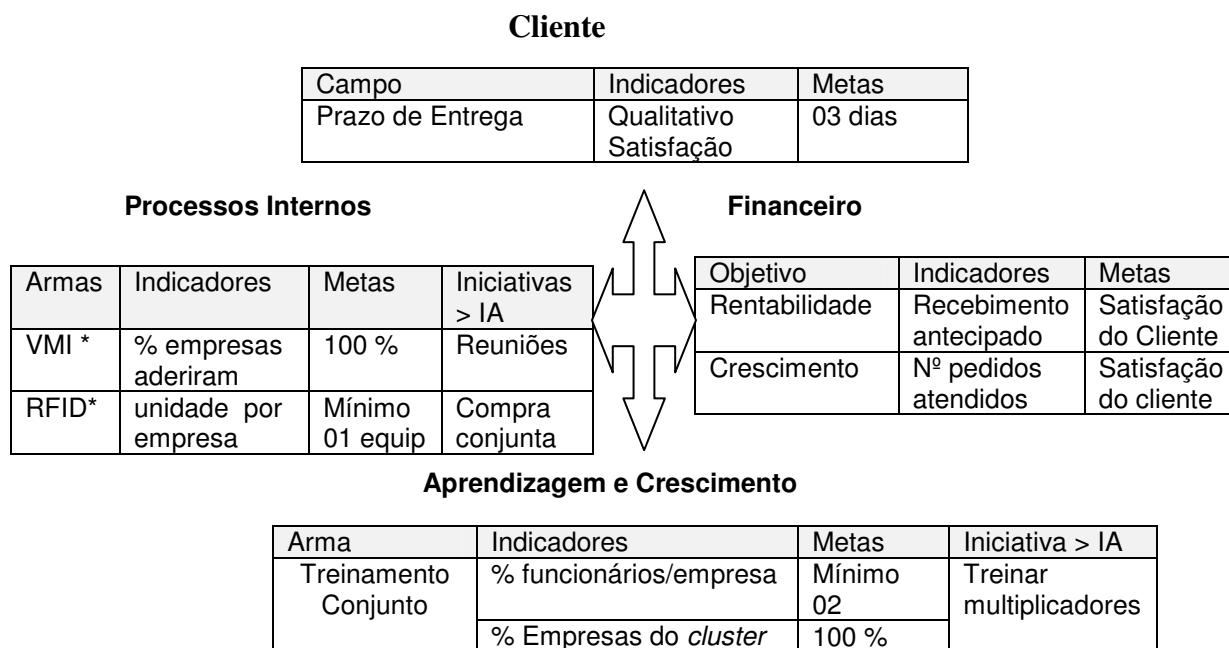 Cliente
Campo Indicadores Metas
Prazo de Entrega Qualitativo 03 dias
Satisfação
Processos Internos
Armas Indicadores Metas Iniciativas
> IA
VMI * % empresas 100 % Reuniões
aderiram
RFID* unidade por Mínimo Compra
empresa 01 equip conjunta
Financeiro
Objetivo Indicadores Metas
Rentabilidade Recebimento Satisfação
antecipado do Cliente
Crescimento Nº pedidos Satisfação
atendidos do cliente
Aprendizagem e Crescimento
Arma Indicadores Metas Iniciativa > IA
Treinamento % funcionários/empresa Mínimo Treinar
Conjunto 02 multiplicadores
% Empresas do cluster 100 %